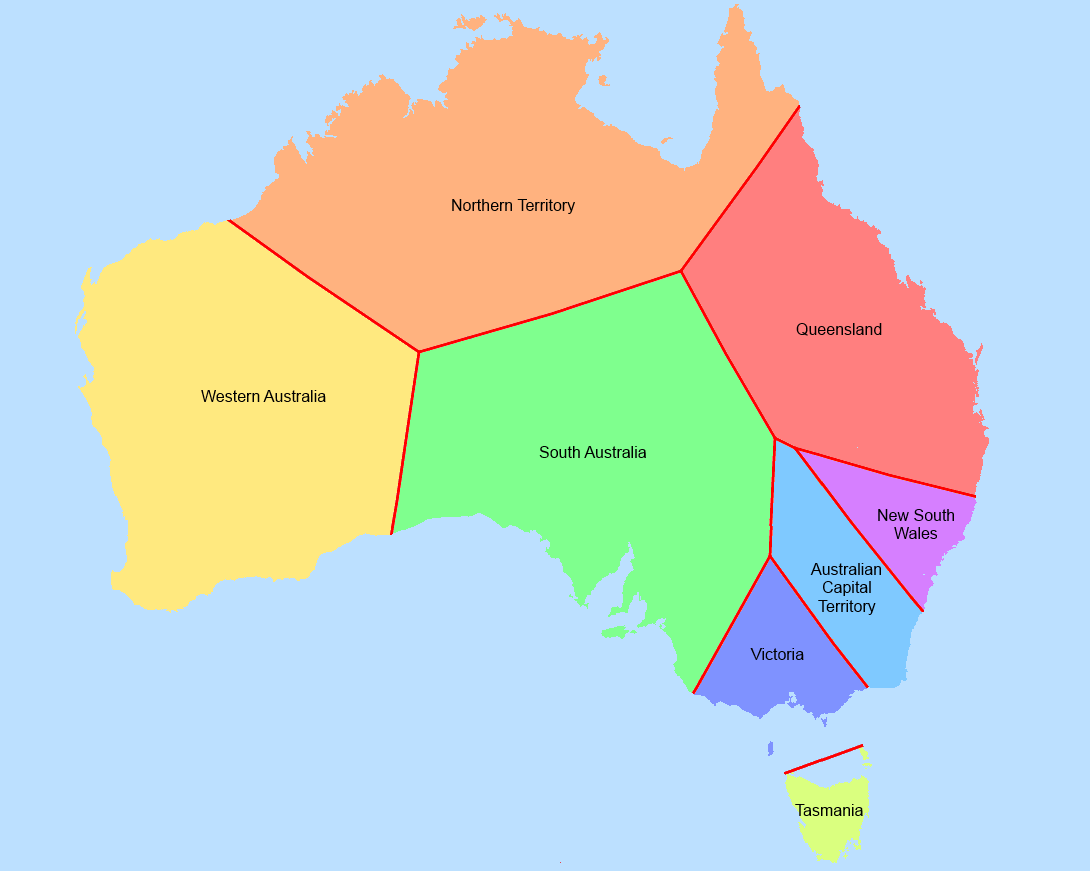 Northern Territory
Queensland
Western Australia
South Australia
New South
Wales
Australian
Capital
Territory
Victoria
Tasmania